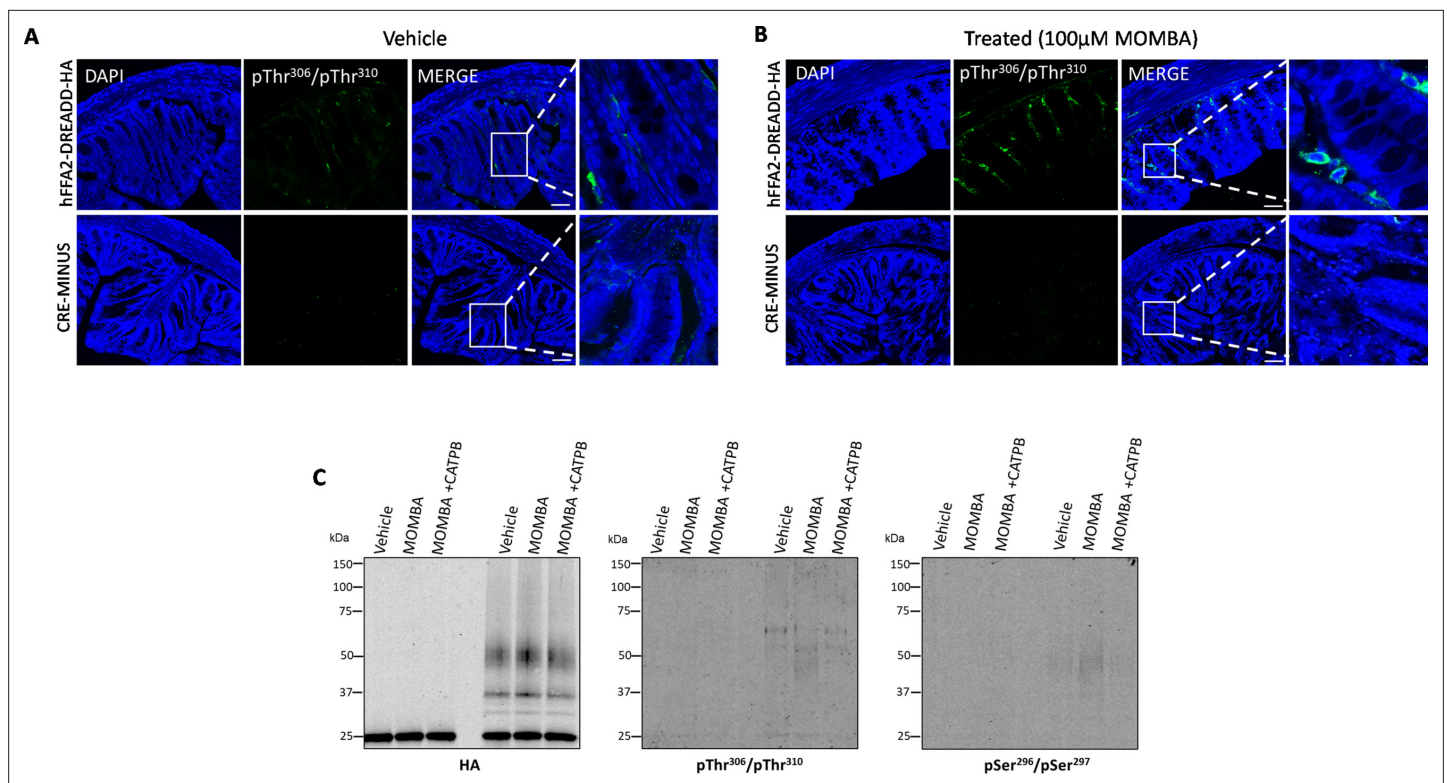 A
Vehicle
hFFA2-DREADD-HA
DAPI
pThr³⁰⁶/pThr³¹⁰
MERGE
CRE-MINUS
B
Treated (100µM MOMBA)
hFFA2-DREADD-HA
DAPI
pThr³⁰⁶/pThr³¹⁰
MERGE
CRE-MINUS
C
kDa
Vehicle
MOMBA
MOMBA +CATPB
Vehicle
MOMBA
MOMBA +CATPB
150
100
75
50
37
25
HA
kDa
Vehicle
MOMBA
MOMBA +CATPB
Vehicle
MOMBA
MOMBA +CATPB
150
100
75
50
37
25
pThr³⁰⁶/pThr³¹⁰
kDa
Vehicle
MOMBA
MOMBA +CATPB
Vehicle
MOMBA
MOMBA +CATPB
150
100
75
50
37
25
pSer²⁹⁶/pSer²⁹⁷